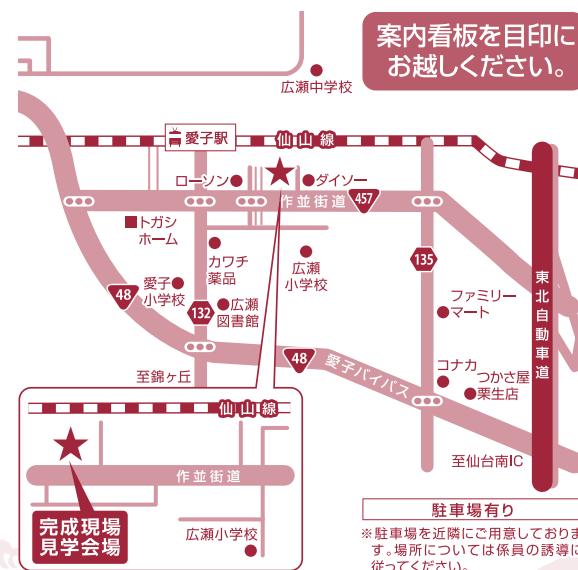 案内看板を目印に
お越しください。
広瀬中学校
愛子駅
仙山線
ローソン
ダイソー
作並街道
457
トガシ
ホーム
カワチ
薬品
広瀬
小学校
135
東北自動車道
愛子
小学校
48
132
広瀬
図書館
ファミリー
マート
48
愛子バイパス
コナカ
つかさ屋
栗生店
至錦ヶ丘
至仙台南IC
仙山線
作並街道
完成現場
見学会場
広瀬小学校
駐車場有り
※駐車場を近隣にご用意しておりま
す。場所については係員の誘導に
従ってください。